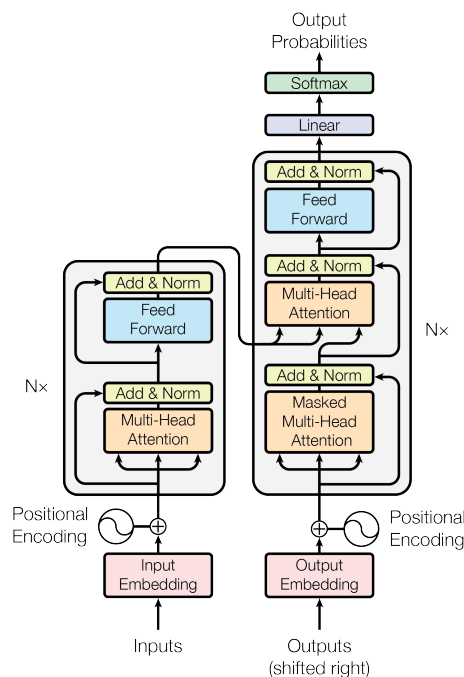 Output
Probabilities
Softmax
Linear
Add & Norm
Feed
Forward
Add & Norm
Multi-Head
Attention
Add & Norm
Masked
Multi-Head
Attention
Nx
Add & Norm
Feed
Forward
Add & Norm
Multi-Head
Attention
Nx
Positional
Encoding
Positional
Encoding
Input
Embedding
Output
Embedding
Inputs
Outputs
(shifted right)